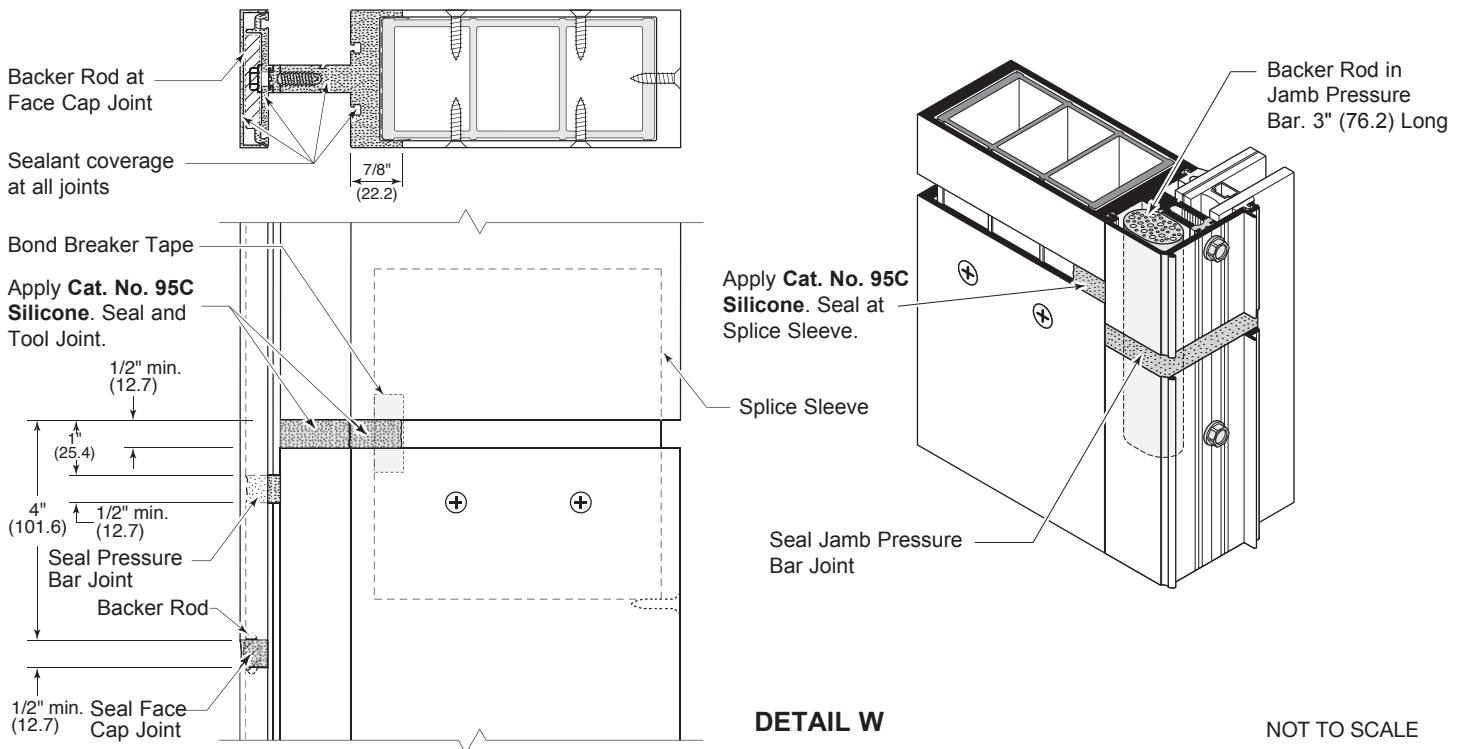 Backer Rod at
Face Cap Joint
Sealant coverage
at all joints
7/8"
(22.2)
Bond Breaker Tape
Apply Cat. No. 95C
Silicone. Seal and
Tool Joint.
1/2" min.
(12.7)
1"
(25.4)
4"
(101.6)
1/2" min.
(12.7)
Seal Pressure
Bar Joint
Backer Rod
1/2" min.
(12.7)
Seal Face
Cap Joint
Splice Sleeve
Backer Rod in
Jamb Pressure
Bar. 3" (76.2) Long
Apply Cat. No. 95C
Silicone. Seal at
Splice Sleeve.
Seal Jamb Pressure
Bar Joint
DETAIL W
NOT TO SCALE